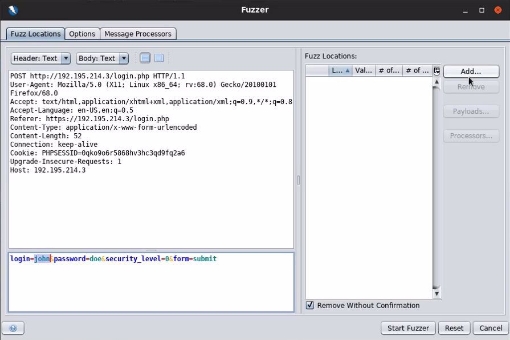 Fuzzer
Fuzz Locations
Options
Message Processors
Header: Text
Body: Text
POST http://192.195.214.3/login.php HTTP/1.1
User-Agent: Mozilla/5.0 (X11; Linux x86_64; rv:68.0) Gecko/20100101
Firefox/68.0
Accept: text/html,application/xhtml+xml,application/xml;q=0.9,*/*;q=0.8
Accept-Language: en-US,en;q=0.5
Referer: https://192.195.214.3/login.php
Content-Type: application/x-www-form-urlencoded
Content-Length: 52
Connection: keep-alive
Cookie: PHPSESSID=0qko9o6r5868hv3hc3qd9fq2a6
Upgrade-Insecure-Requests: 1
Host: 192.195.214.3
login=john&password=doe&security_level=0&form=submit
Fuzz Locations:
L...
Val...
# of...
# of ...
Add...
Remove
Payloads...
Processors...
Remove Without Confirmation
Start Fuzzer
Reset
Cancel